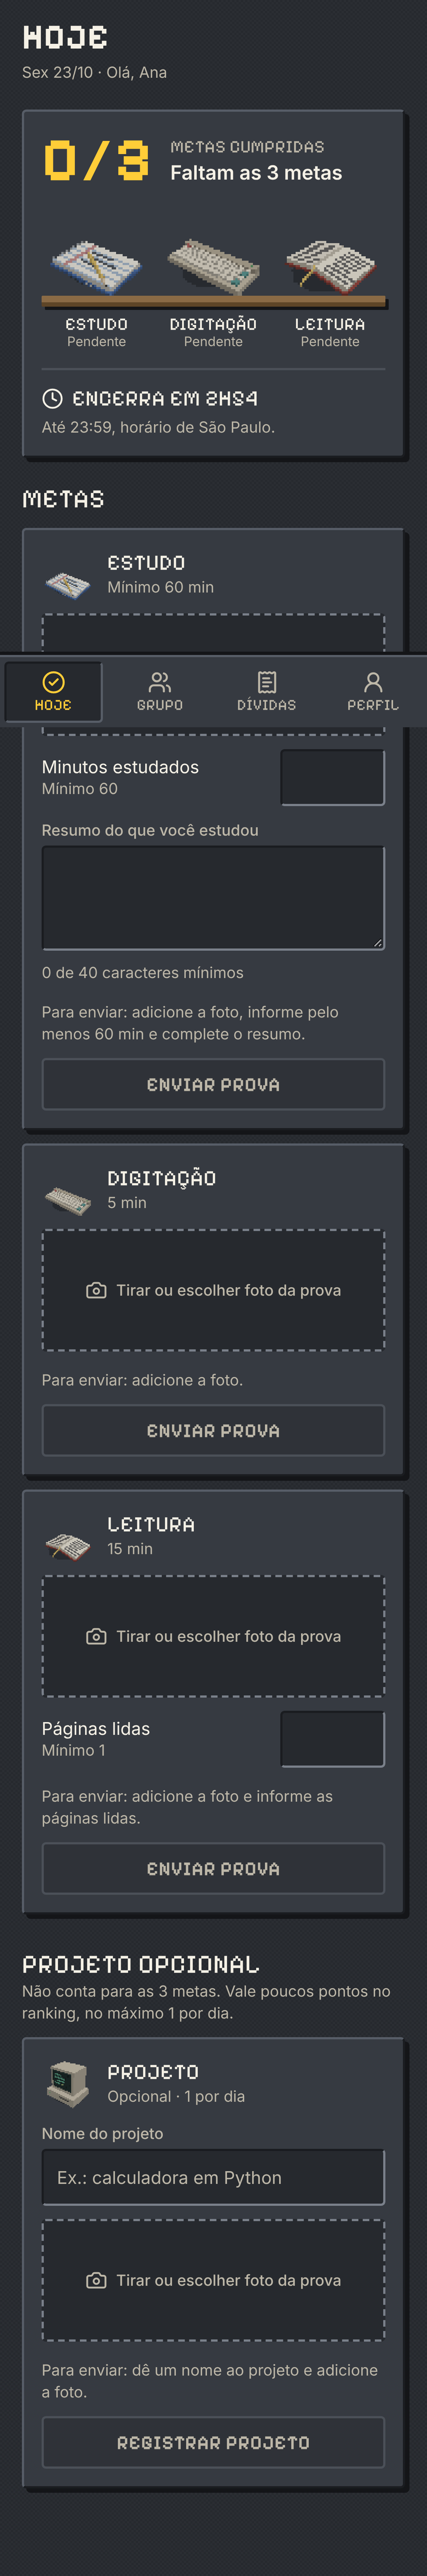 HOJE
Sex 23/10 · Olá, Ana
0/3
METAS CUMPRIDAS
Faltam as 3 metas
ESTUDO
Pendente
DIGITAÇÃO
Pendente
LEITURA
Pendente
ENCERRA EM 2H54
Até 23:59, horário de São Paulo.
METAS
ESTUDO
Mínimo 60 min
HOJE
GRUPO
DÍVIDAS
PERFIL
Minutos estudados
Mínimo 60
Resumo do que você estudou
0 de 40 caracteres mínimos
Para enviar: adicione a foto, informe pelo
menos 60 min e complete o resumo.
ENVIAR PROVA
DIGITAÇÃO
5 min
Tirar ou escolher foto da prova
Para enviar: adicione a foto.
ENVIAR PROVA
LEITURA
15 min
Tirar ou escolher foto da prova
Páginas lidas
Mínimo 1
Para enviar: adicione a foto e informe as
páginas lidas.
ENVIAR PROVA
PROJETO OPCIONAL
Não conta para as 3 metas. Vale poucos pontos no
ranking, no máximo 1 por dia.
PROJETO
Opcional · 1 por dia
Nome do projeto
Ex.: calculadora em Python
Tirar ou escolher foto da prova
Para enviar: dê um nome ao projeto e adicione
a foto.
REGISTRAR PROJETO